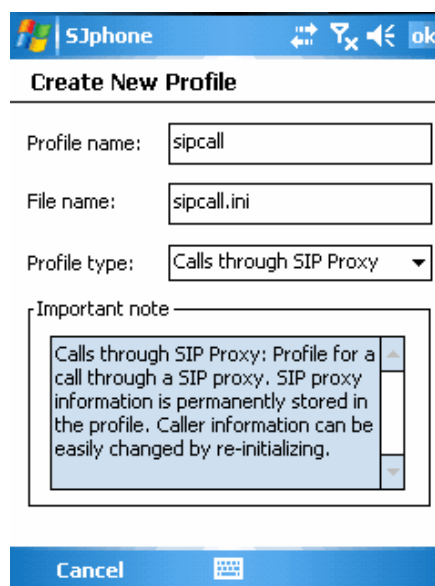 SJphone ok
Create New Profile
Profile name: sipcall
File name: sipcall.ini
Profile type: Calls through SIP Proxy
Important note
Calls through SIP Proxy: Profile for a
call through a SIP proxy. SIP proxy
information is permanently stored in
the profile. Caller information can be
easily changed by re-initializing.
Cancel